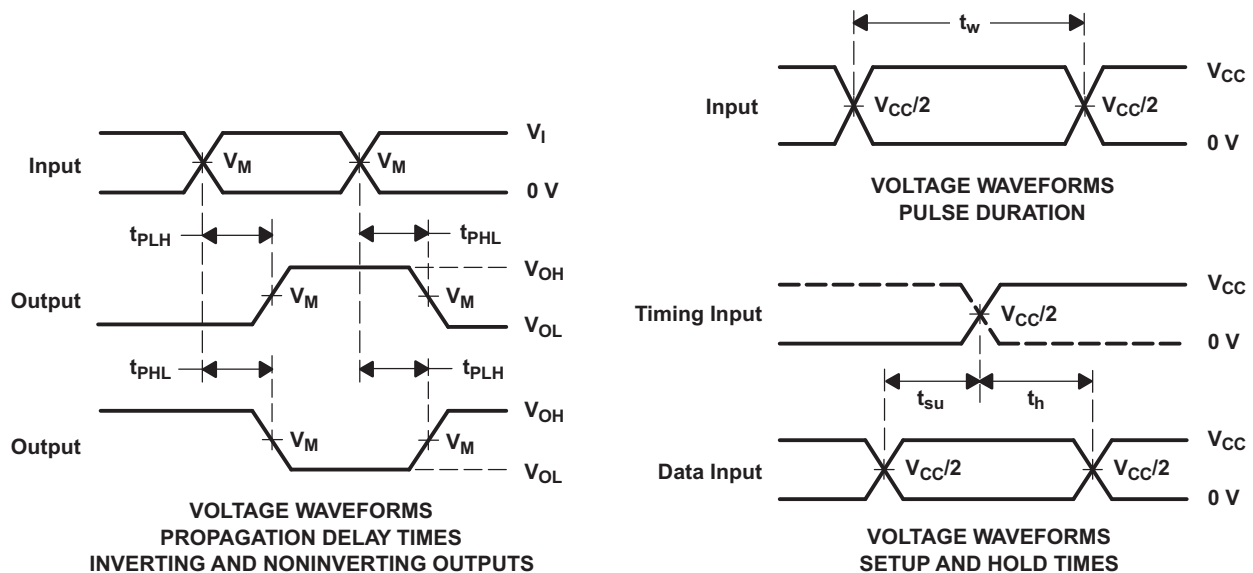 Input
V_I
V_M
V_M
0 V
t_PLH
t_PHL
Output
V_OH
V_M
V_M
V_OL
t_PHL
t_PLH
Output
V_OH
V_M
V_M
V_OL
VOLTAGE WAVEFORMS
PROPAGATION DELAY TIMES
INVERTING AND NONINVERTING OUTPUTS
t_w
Input
V_CC
V_CC/2
V_CC/2
0 V
VOLTAGE WAVEFORMS
PULSE DURATION
Timing Input
V_CC
V_CC/2
0 V
t_su
t_h
Data Input
V_CC
V_CC/2
V_CC/2
0 V
VOLTAGE WAVEFORMS
SETUP AND HOLD TIMES